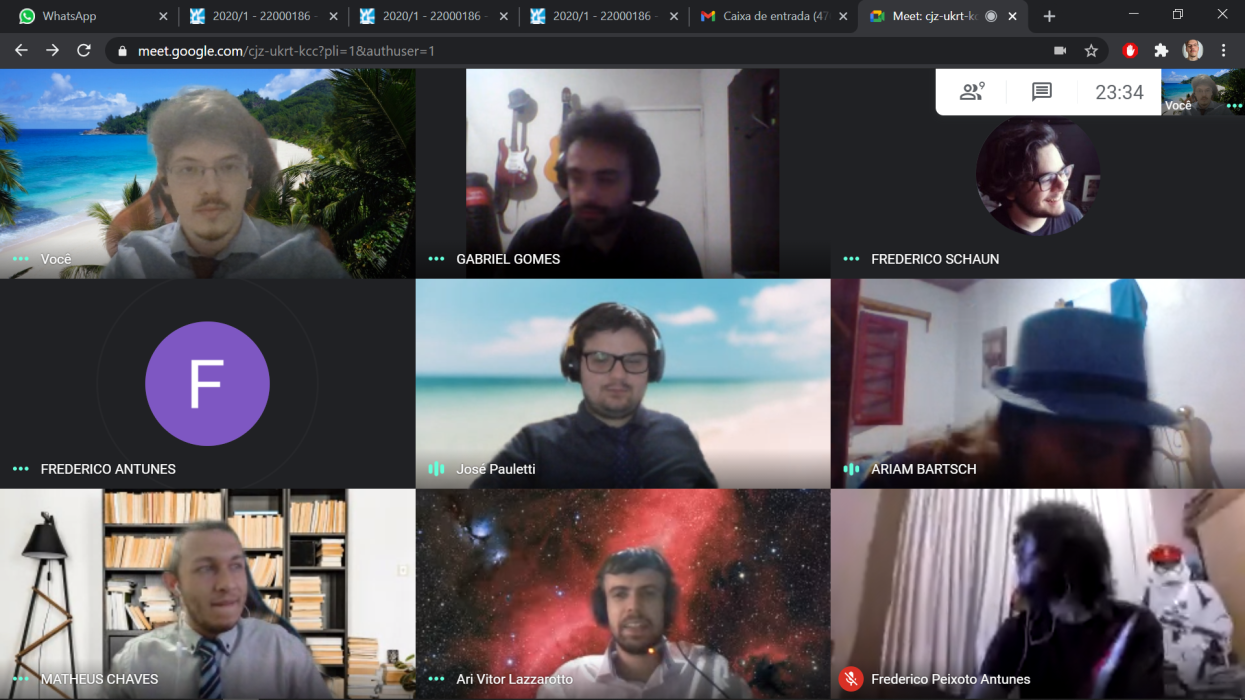 WhatsApp
2020/1 - 22000186 -
2020/1 - 22000186 -
2020/1 - 22000186 -
Caixa de entrada (47
Meet: cjz-ukrt-kc
meet.google.com/cjz-ukrt-kcc?pli=1&authuser=1
9
23:34
Você
Você
GABRIEL GOMES
FREDERICO SCHAUN
F
FREDERICO ANTUNES
José Pauletti
ARIAM BARTSCH
MATHEUS CHAVES
Ari Vitor Lazzarotto
Frederico Peixoto Antunes